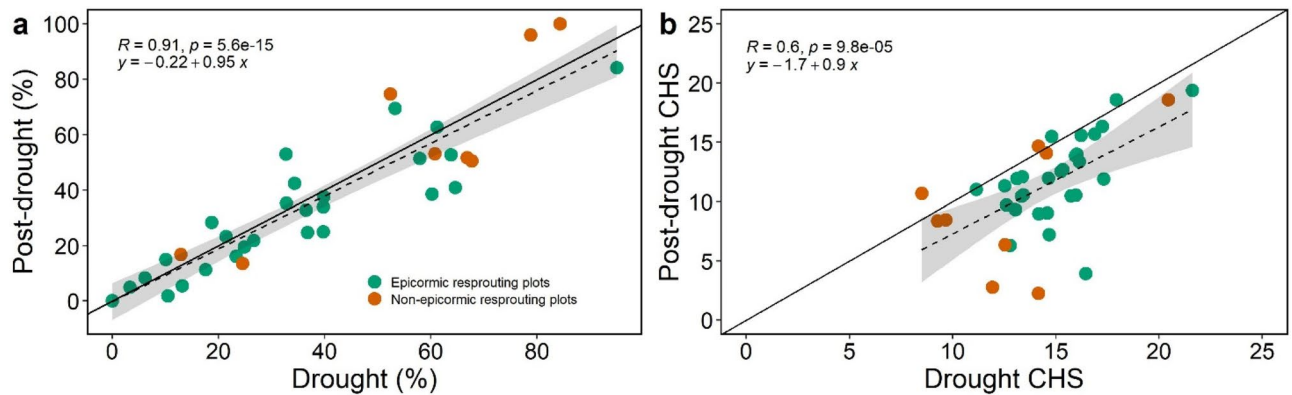 a
R = 0.91, p = 5.6e-15
y = −0.22 + 0.95 x
Post-drought (%)
100
80
60
40
20
0
Epicormic resprouting plots
Non-epicormic resprouting plots
0 20 40 60 80
Drought (%)
b
R = 0.6, p = 9.8e-05
y = −1.7 + 0.9 x
Post-drought CHS
25
20
15
10
5
0
0 5 10 15 20 25
Drought CHS